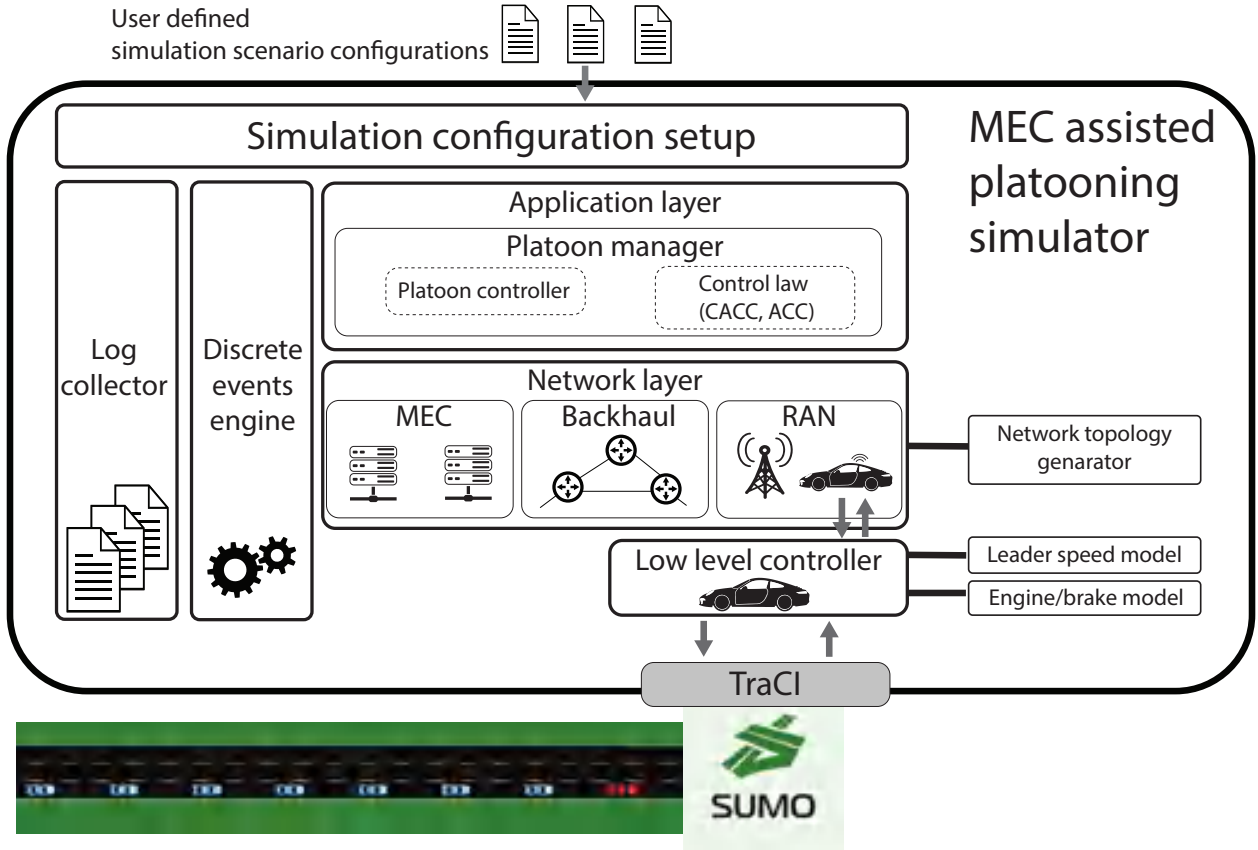 User defined
simulation scenario configurations
Simulation configuration setup
MEC assisted
platooning
simulator
Log
collector
Discrete
events
engine
Application layer
Platoon manager
Platoon controller
Control law
(CACC, ACC)
Network layer
MEC
Backhaul
RAN
Network topology
genarator
Low level controller
Leader speed model
Engine/brake model
TraCI
SUMO